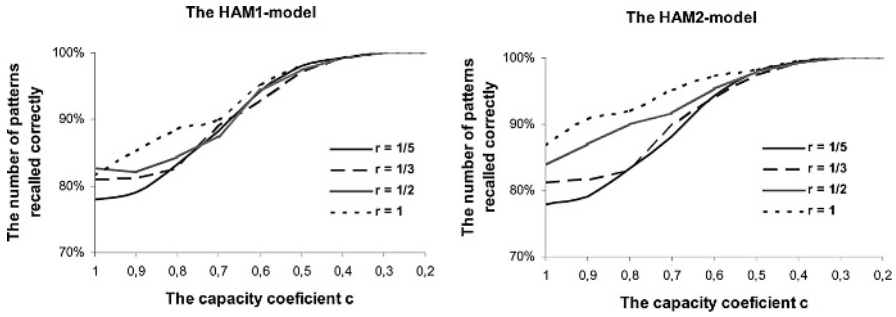 The HAM1-model
The number of patterns
recalled correctly
100%
90%
80%
70%
r = 1/5
r = 1/3
r = 1/2
r = 1
1 0,9 0,8 0,7 0,6 0,5 0,4 0,3 0,2
The capacity coeficient c
The HAM2-model
The number of patterns
recalled correctly
100%
90%
80%
70%
r = 1/5
r = 1/3
r = 1/2
r = 1
1 0,9 0,8 0,7 0,6 0,5 0,4 0,3 0,2
The capacity coeficient c